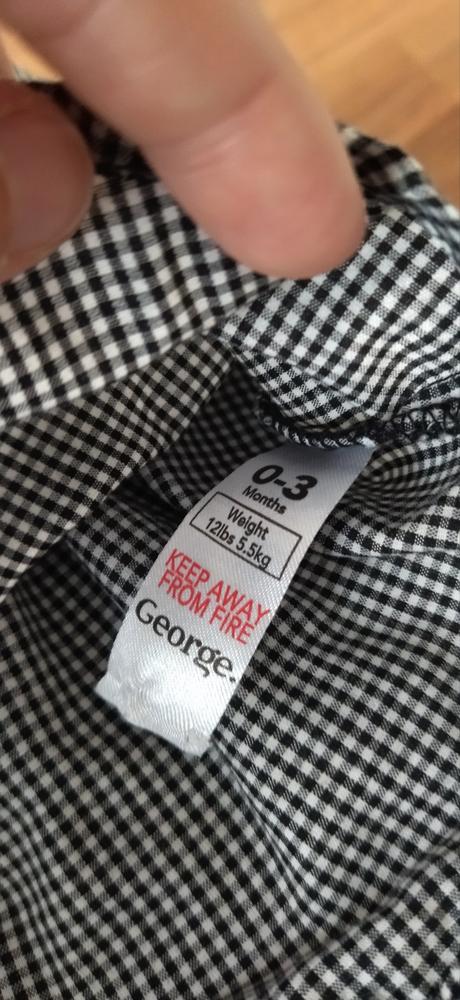 0-3
Months
Weight
12lbs 5.5kg
KEEP AWAY
FROM FIRE
George.